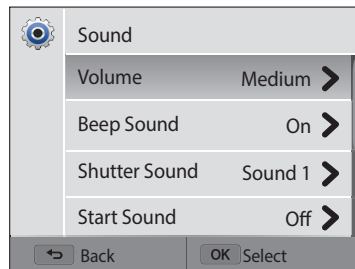 Sound
Volume Medium
Beep Sound On
Shutter Sound Sound 1
Start Sound Off
Back OK Select